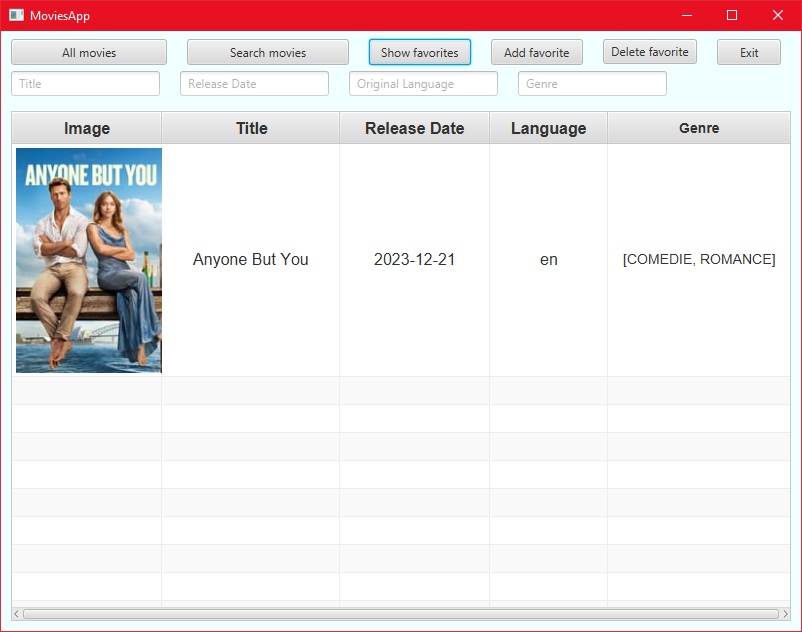 MoviesApp
All movies Search movies Show favorites Add favorite Delete favorite Exit
Title Release Date Original Language Genre
Image Title Release Date Language Genre
ANYONE BUT YOU
Anyone But You 2023-12-21 en [COMEDIE, ROMANCE]